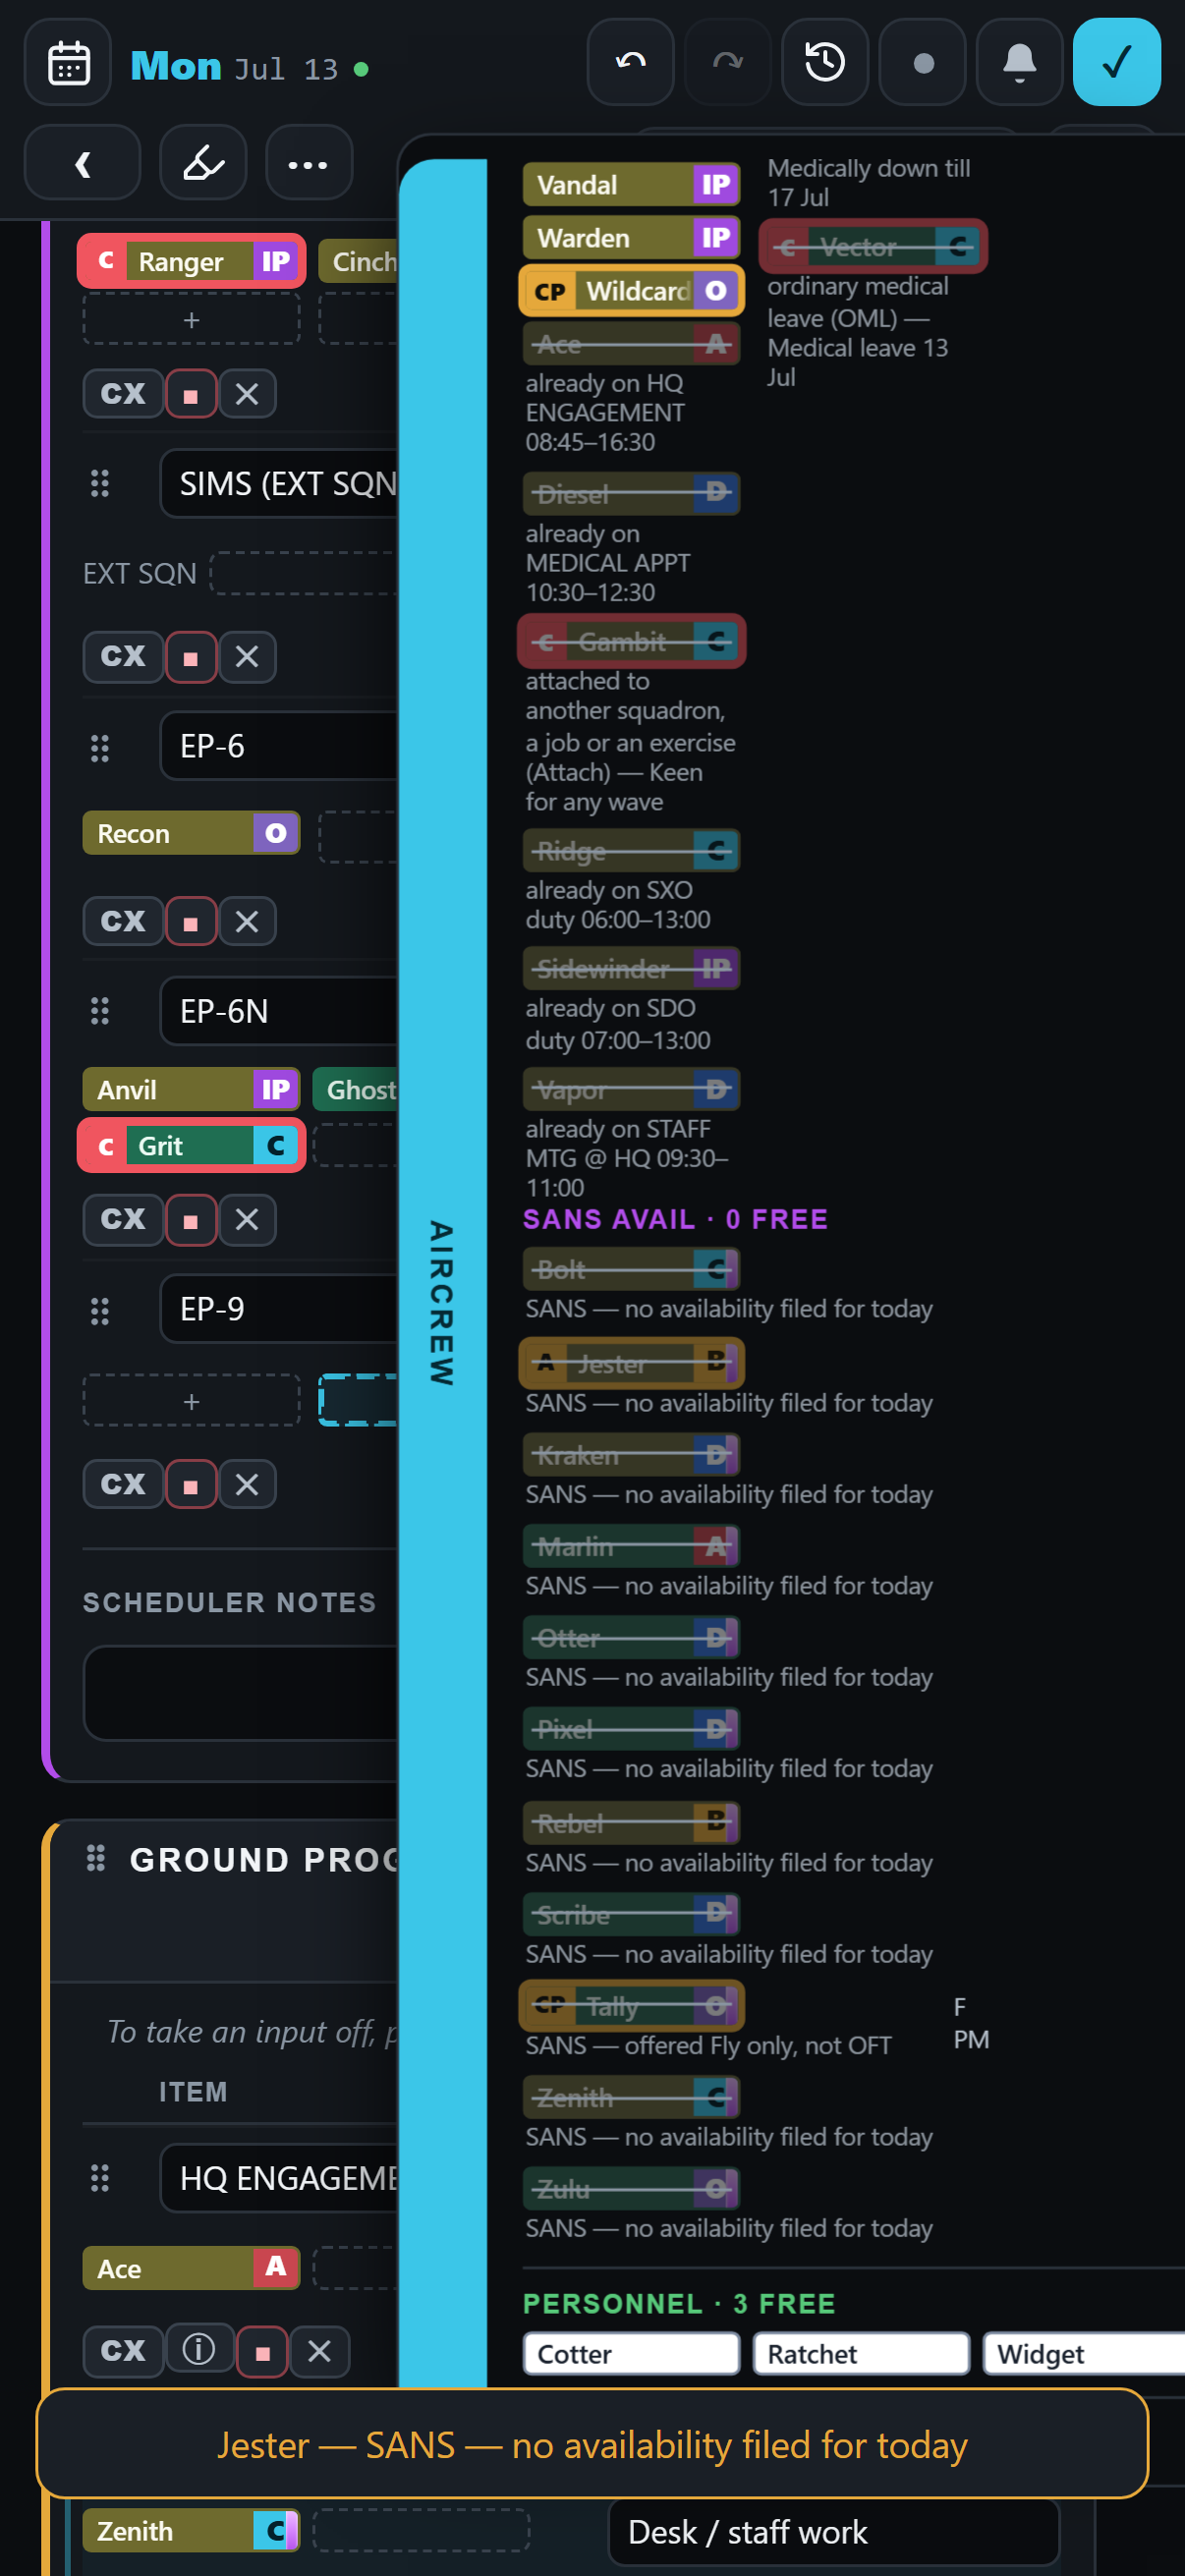 Mon Jul 13
Vandal IP
Medically down till
17 Jul
Warden IP
C Vector C
ordinary medical
leave (OML) —
Medical leave 13
Jul
CP Wildcard O
Ace A
already on HQ
ENGAGEMENT
08:45–16:30
Diesel D
already on
MEDICAL APPT
10:30–12:30
C Gambit C
attached to
another squadron,
a job or an exercise
(Attach) — Keen
for any wave
Ridge C
already on SXO
duty 06:00–13:00
Sidewinder IP
already on SDO
duty 07:00–13:00
Vapor D
already on STAFF
MTG @ HQ 09:30–
11:00
SANS AVAIL · 0 FREE
Bolt C
SANS — no availability filed for today
A Jester B
SANS — no availability filed for today
Kraken D
SANS — no availability filed for today
Marlin A
SANS — no availability filed for today
Otter D
SANS — no availability filed for today
Pixel D
SANS — no availability filed for today
Rebel B
SANS — no availability filed for today
Scribe D
SANS — no availability filed for today
CP Tally O
SANS — offered Fly only, not OFT
F
PM
Zenith C
SANS — no availability filed for today
Zulu O
SANS — no availability filed for today
PERSONNEL · 3 FREE
Cotter Ratchet Widget
AIRCREW
C Ranger IP Cinch
+
CX
SIMS (EXT SQN
EXT SQN
CX
EP-6
Recon O
CX
EP-6N
Anvil IP Ghost
C Grit C
CX
EP-9
+
CX
SCHEDULER NOTES
GROUND PROG
To take an input off, p
ITEM
HQ ENGAGEME
Ace A
CX
Jester — SANS — no availability filed for today
Zenith C Desk / staff work